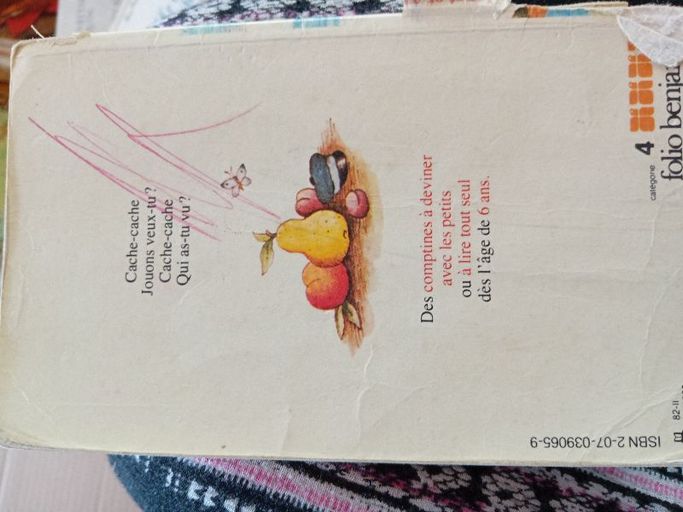 Cache-cache
Jouons veux-tu ?
Cache-cache
Qui as-tu vu ?
Des comptines à deviner
avec les petits
ou à lire tout seul
dès l'âge de 6 ans.
catégorie 4
folio benja
ISBN 2-07-039065-9
82-II